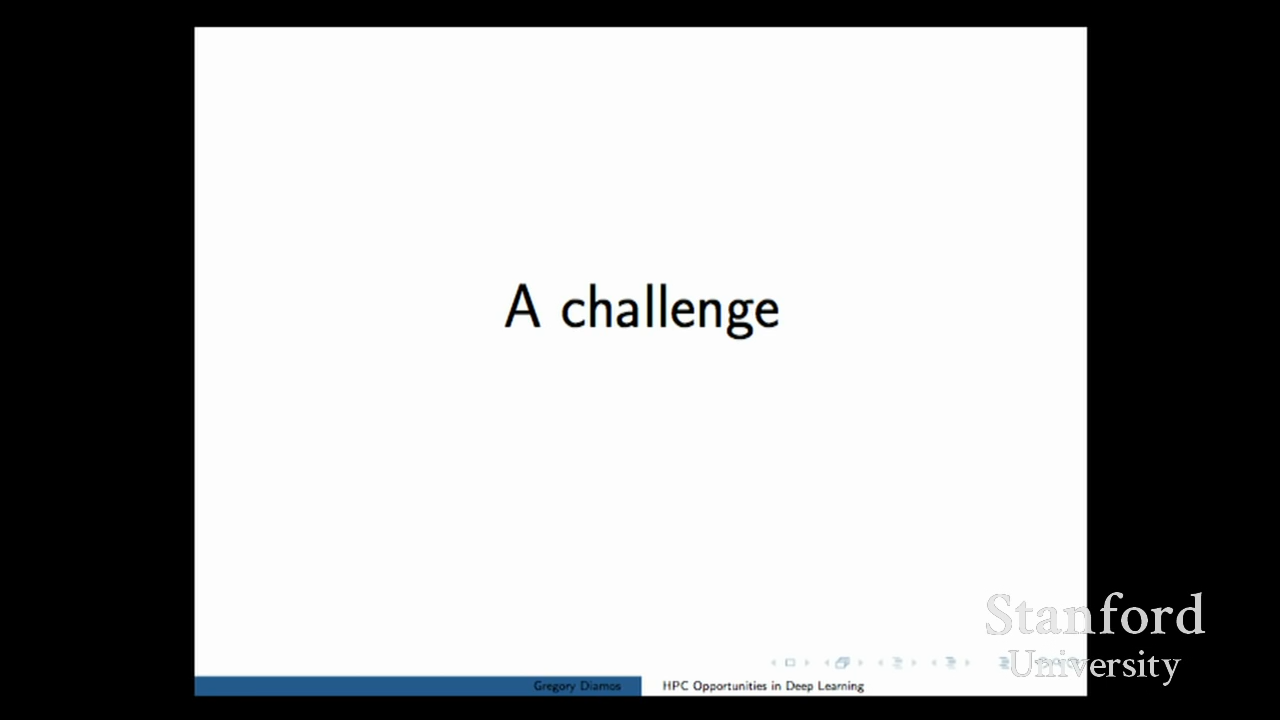 A challenge
Stanford
University
Gregory Diamos HPC Opportunities in Deep Learning